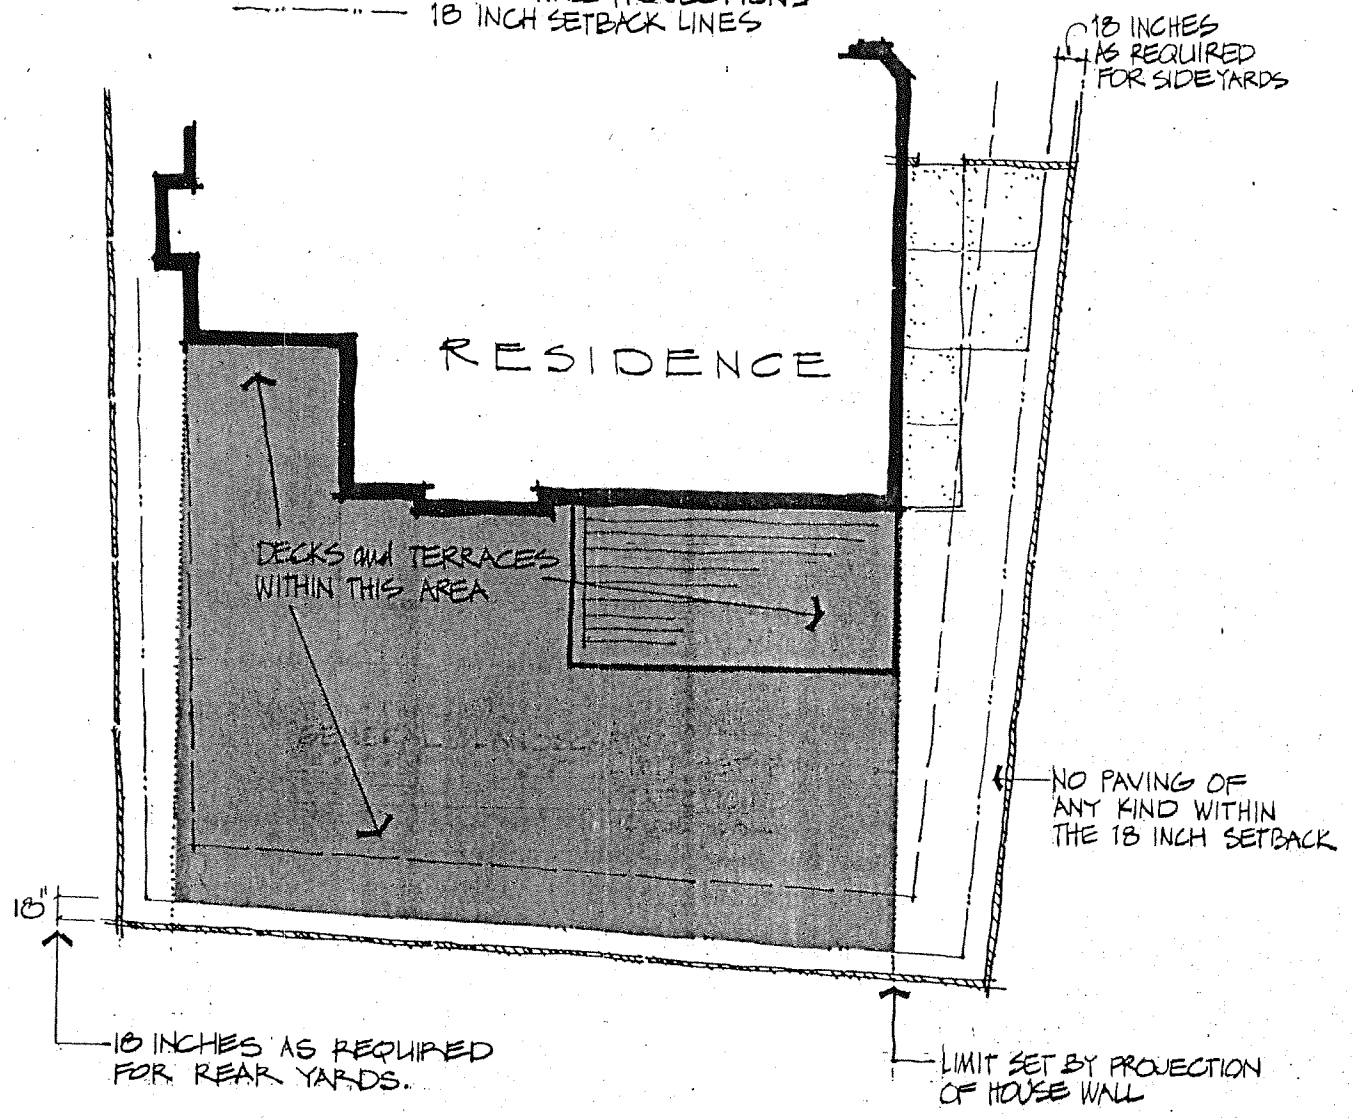 18 INCH SETBACK LINES
18 INCHES
AS REQUIRED
FOR SIDEYARDS
RESIDENCE
DECKS and TERRACES
WITHIN THIS AREA
NO PAVING OF
ANY KIND WITHIN
THE 18 INCH SETBACK
18"
18 INCHES AS REQUIRED
FOR REAR YARDS.
LIMIT SET BY PROJECTION
OF HOUSE WALL